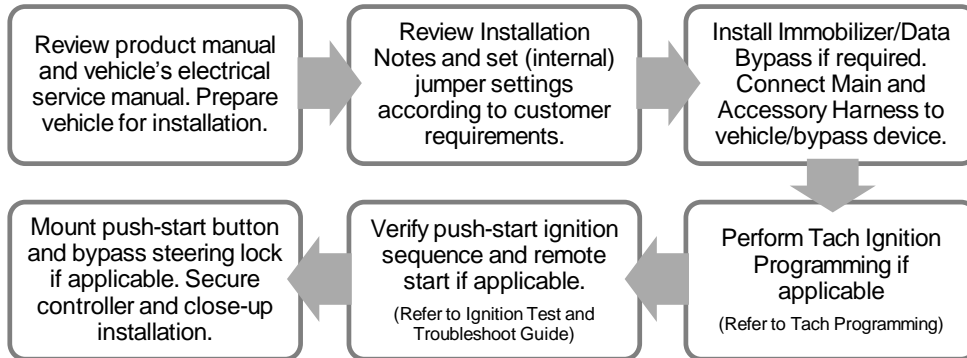 Review product manual
and vehicle's electrical
service manual. Prepare
vehicle for installation.
Review Installation
Notes and set (internal)
jumper settings
according to customer
requirements.
Install Immobilizer/Data
Bypass if required.
Connect Main and
Accessory Harness to
vehicle/bypass device.
Perform Tach Ignition
Programming if
applicable
(Refer to Tach Programming)
Verify push-start ignition
sequence and remote
start if applicable.
(Refer to Ignition Test and
Troubleshoot Guide)
Mount push-start button
and bypass steering lock
if applicable. Secure
controller and close-up
installation.